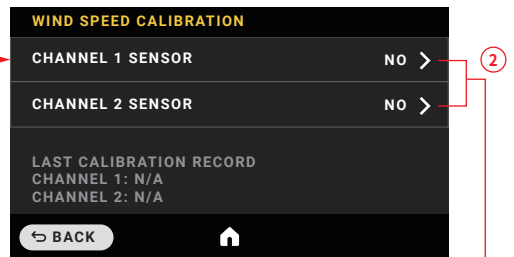 WIND SPEED CALIBRATION
CHANNEL 1 SENSOR NO
2
CHANNEL 2 SENSOR NO
LAST CALIBRATION RECORD
CHANNEL 1: N/A
CHANNEL 2: N/A
BACK